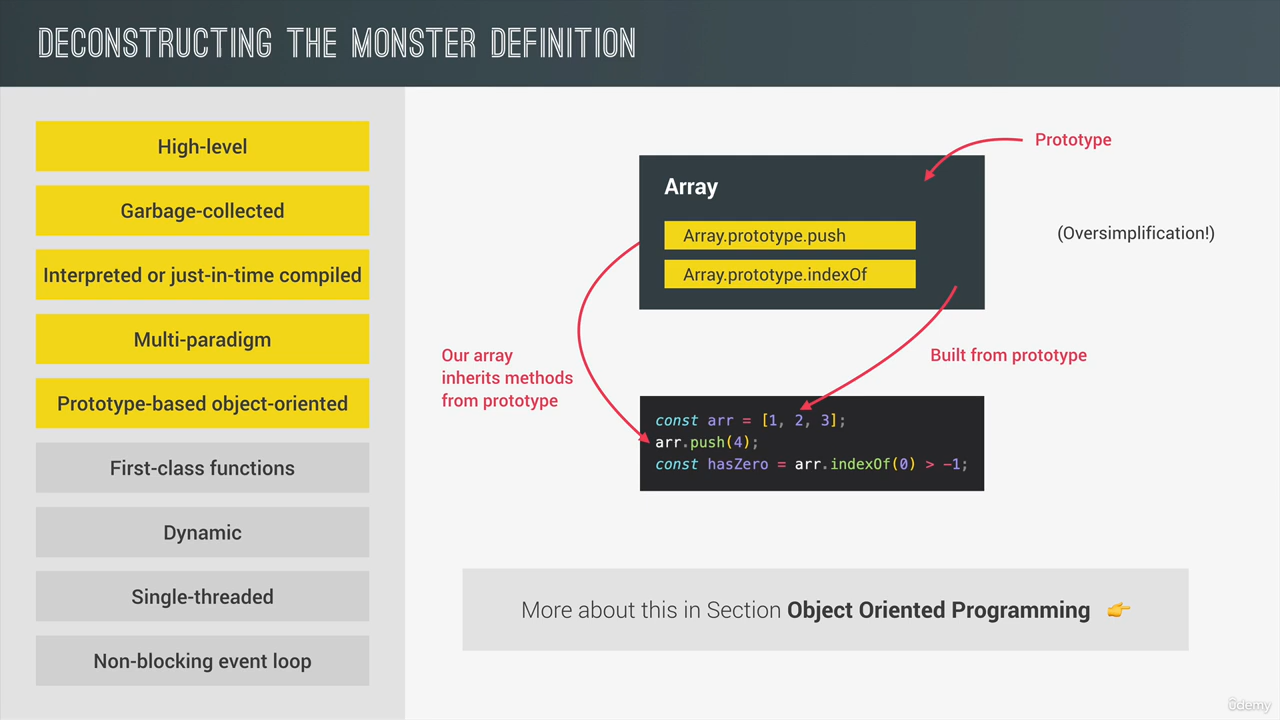 DECONSTRUCTING THE MONSTER DEFINITION
High-level
Garbage-collected
Interpreted or just-in-time compiled
Multi-paradigm
Prototype-based object-oriented
First-class functions
Dynamic
Single-threaded
Non-blocking event loop
Prototype
Array
Array.prototype.push
Array.prototype.indexOf
(Oversimplification!)
Our array
inherits methods
from prototype
Built from prototype
const arr = [1, 2, 3];
arr.push(4);
const hasZero = arr.indexOf(0) > -1;
More about this in Section Object Oriented Programming 👉
ûdemy